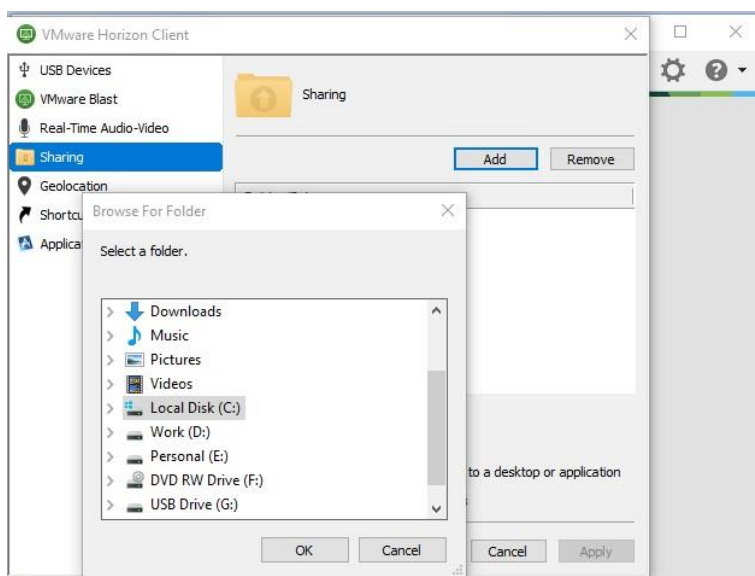 VMware Horizon Client
USB Devices
VMware Blast
Real-Time Audio-Video
Sharing
Geolocation
Shortcu
Applica
Sharing
Add Remove
Browse For Folder
Select a folder.
Downloads
Music
Pictures
Videos
Local Disk (C:)
Work (D:)
Personal (E:)
DVD RW Drive (F:)
USB Drive (G:)
OK Cancel
to a desktop or application
Cancel Apply